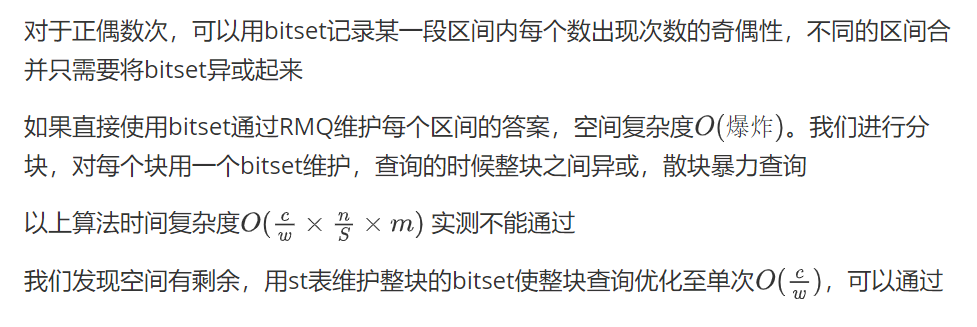 对于正偶数次，可以用bitset记录某一段区间内每个数出现次数的奇偶性，不同的区间合
并只需要将bitset异或起来
如果直接使用bitset通过RMQ维护每个区间的答案，空间复杂度O(爆炸)。我们进行分
块，对每个块用一个bitset维护，查询的时候整块之间异或，散块暴力查询
以上算法时间复杂度O(c/w × n/S × m) 实测不能通过
我们发现空间有剩余，用st表维护整块的bitset使整块查询优化至单次O(c/w)，可以通过